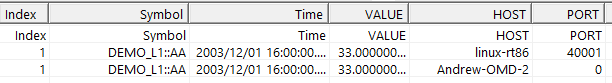 Index Symbol Time VALUE HOST PORT
Index Symbol Time VALUE HOST PORT
1 DEMO_L1::AA 2003/12/01 16:00:00.... 33.000000... linux-rt86 40001
1 DEMO_L1::AA 2003/12/01 16:00:00.... 33.000000... Andrew-OMD-2 0